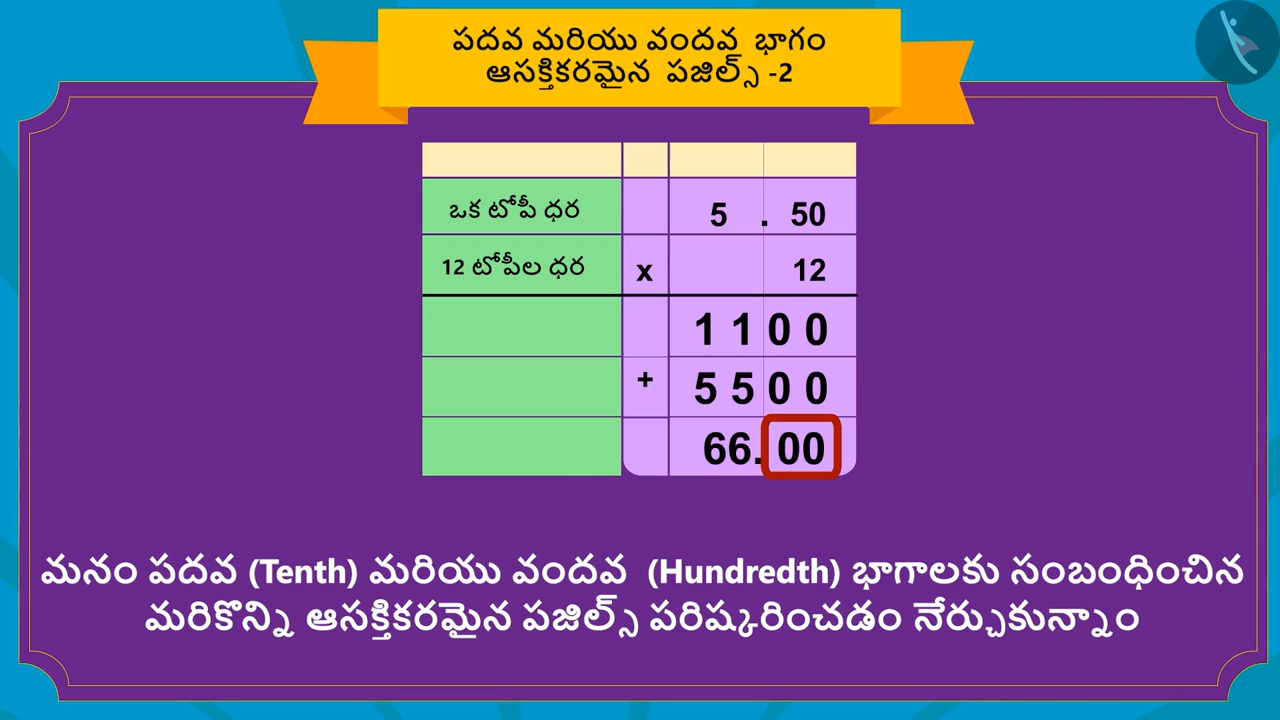 పదవ మరియు వందవ భాగం
ఆసక్తికరమైన పజిల్స్ -2
ఒక టోపీ ధర 5 . 50
12 టోపీల ధర x 12
1 1 0 0
+ 5 5 0 0
66.00
మనం పదవ (Tenth) మరియు వందవ (Hundredth) భాగాలకు సంబంధించిన
మరికొన్ని ఆసక్తికరమైన పజిల్స్ పరిష్కరించడం నేర్చుకున్నాం